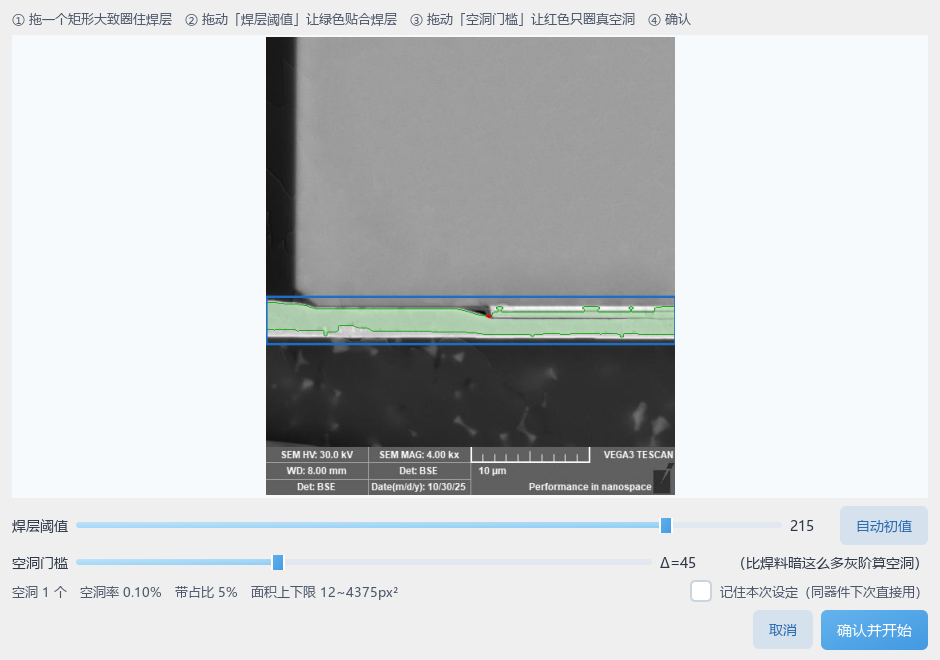 ① 拖一个矩形大致圈住焊层 ② 拖动「焊层阈值」让绿色贴合焊层 ③ 拖动「空洞门槛」让红色只圈真空洞 ④ 确认
SEM HV: 30.0 kV SEM MAG: 4.00 kx VEGA3 TESCAN
WD: 8.00 mm Det: BSE 10 µm
Det: BSE Date(m/d/y): 10/30/25 Performance in nanospace
焊层阈值 215 自动初值
空洞门槛 Δ=45 （比焊料暗这么多灰阶算空洞）
空洞 1 个 空洞率 0.10% 带占比 5% 面积上下限 12~4375px² 记住本次设定（同器件下次直接用）
取消 确认并开始